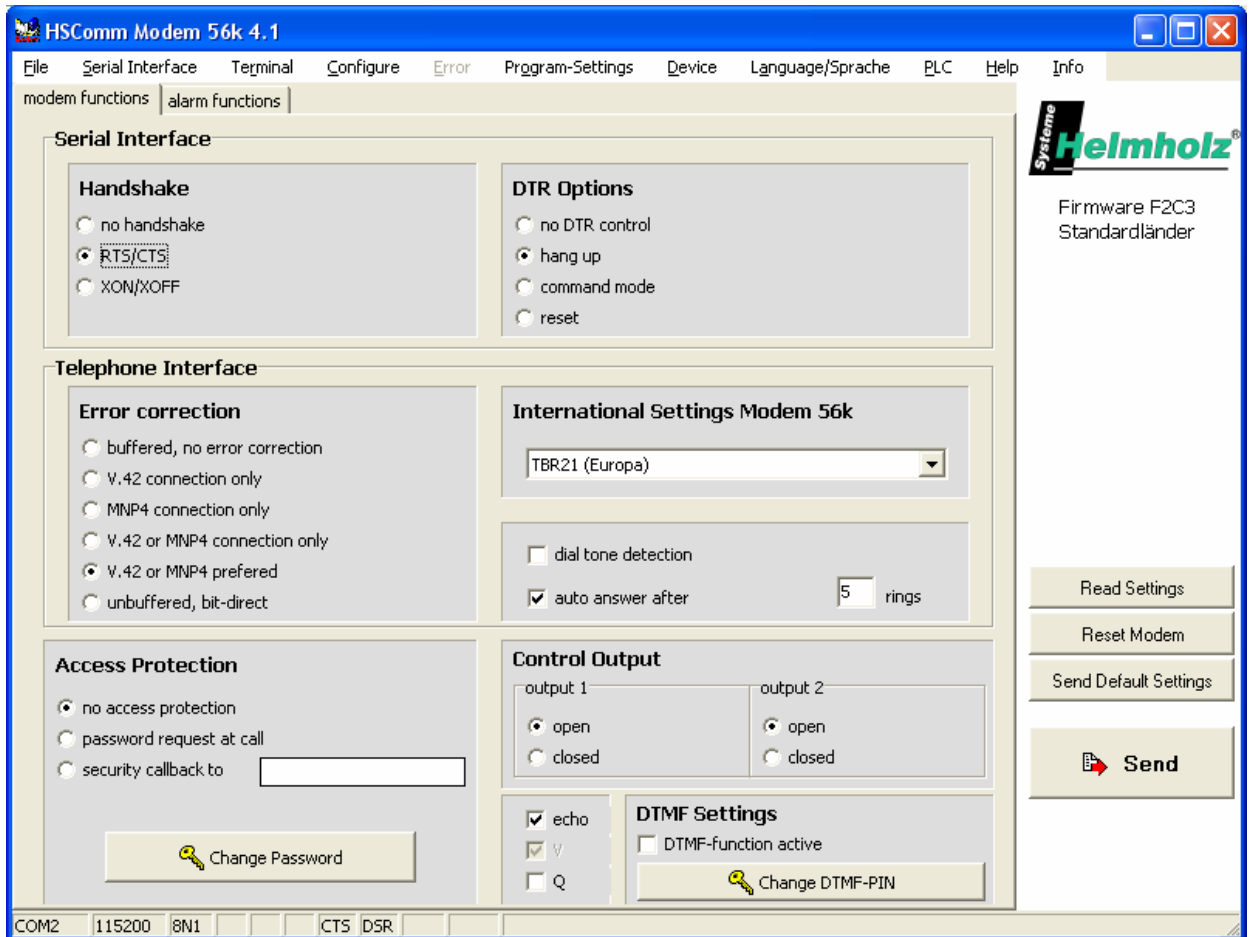 HSComm Modem 56k 4.1
File Serial Interface Terminal Configure Error Program-Settings Device Language/Sprache PLC Help Info
modem functions alarm functions
Serial Interface
Handshake
no handshake
RTS/CTS
XON/XOFF
DTR Options
no DTR control
hang up
command mode
reset
Telephone Interface
Error correction
buffered, no error correction
V.42 connection only
MNP4 connection only
V.42 or MNP4 connection only
V.42 or MNP4 prefered
unbuffered, bit-direct
International Settings Modem 56k
TBR21 (Europa)
dial tone detection
auto answer after 5 rings
Access Protection
no access protection
password request at call
security callback to
Change Password
Control Output
output 1
open
closed
output 2
open
closed
echo
V
Q
DTMF Settings
DTMF-function active
Change DTMF-PIN
Systeme
Helmholz®
Firmware F2C3
Standardländer
Read Settings
Reset Modem
Send Default Settings
Send
COM2 115200 8N1 CTS DSR